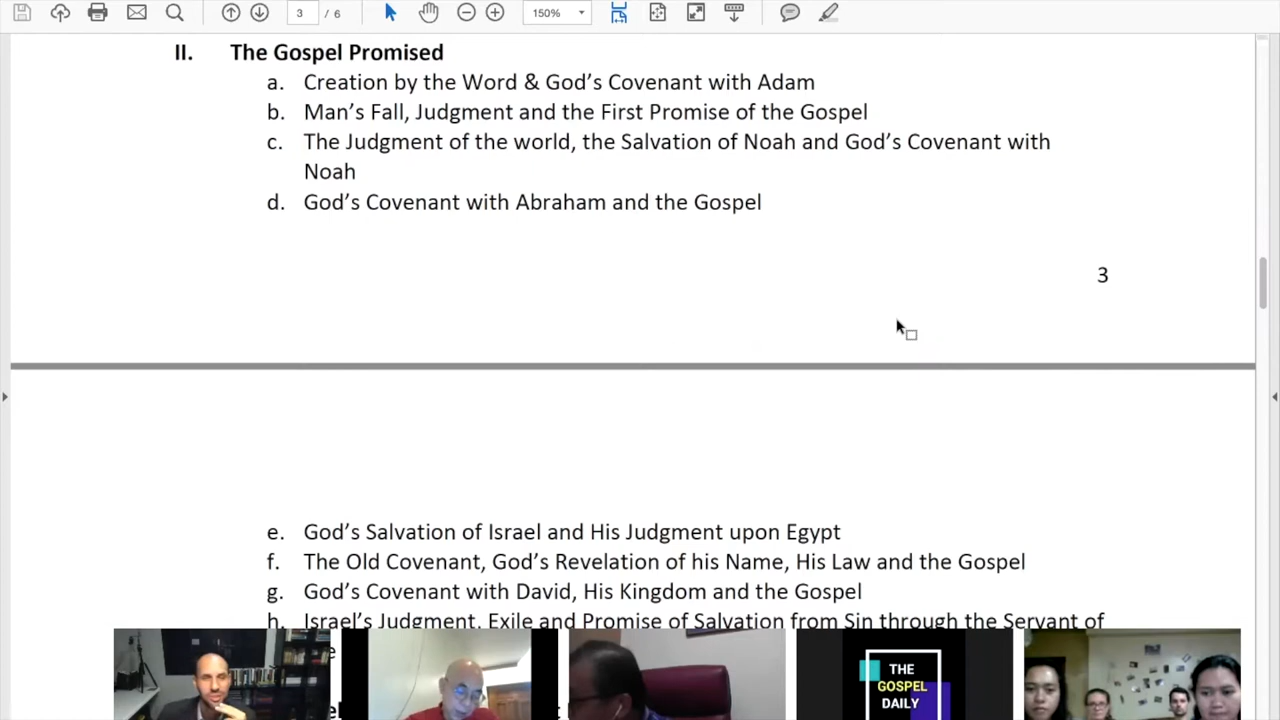 3 / 6
150%
II. The Gospel Promised
a. Creation by the Word & God's Covenant with Adam
b. Man's Fall, Judgment and the First Promise of the Gospel
c. The Judgment of the world, the Salvation of Noah and God's Covenant with
Noah
d. God's Covenant with Abraham and the Gospel
3
e. God's Salvation of Israel and His Judgment upon Egypt
f. The Old Covenant, God's Revelation of his Name, His Law and the Gospel
g. God's Covenant with David, His Kingdom and the Gospel
h. Israel's Judgment, Exile and Promise of Salvation from Sin through the Servant of
THE
GOSPEL
DAILY